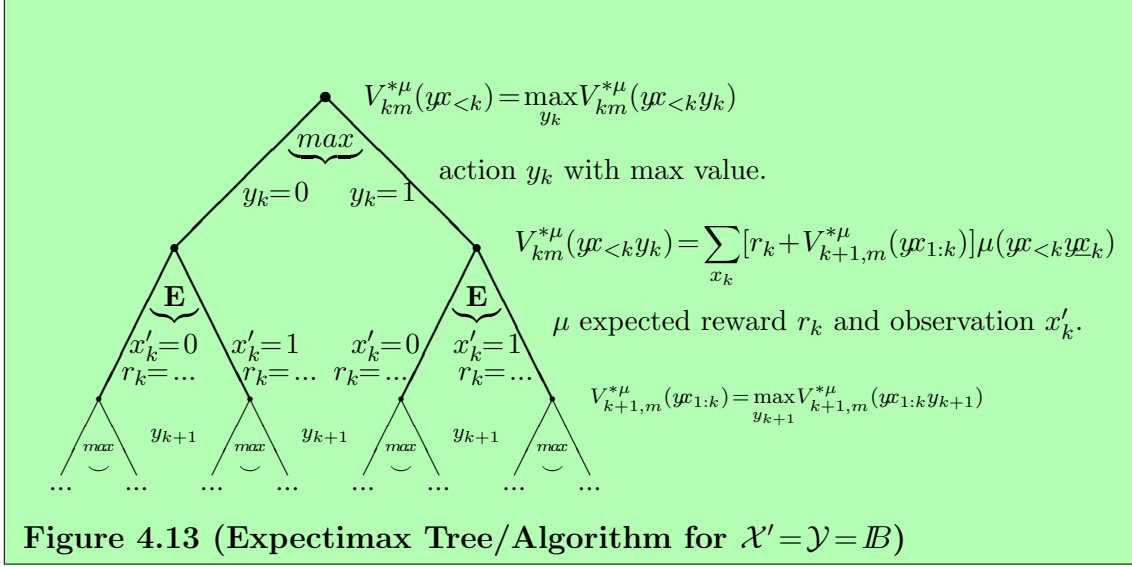 V*μkm(yx<k) = max yk V*μkm(yx<kyk)
max
action yk with max value.
yk=0 yk=1
V*μkm(yx<kyk) = ∑xk [rk + V*μk+1,m(yx1:k)]μ(yx<kyxk)
E E
μ expected reward rk and observation x′k.
x′k=0 x′k=1 x′k=0 x′k=1
rk=... rk=... rk=... rk=...
V*μk+1,m(yx1:k) = max yk+1 V*μk+1,m(yx1:kyk+1)
max yk+1 max yk+1 max yk+1 max
... ... ... ... ... ... ... ...
Figure 4.13 (Expectimax Tree/Algorithm for 𝒳′=𝒴=𝔹)